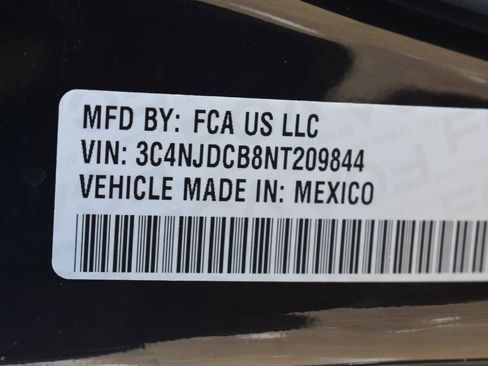 MFD BY: FCA US LLC
VIN: 3C4NJDCB8NT209844
VEHICLE MADE IN: MEXICO